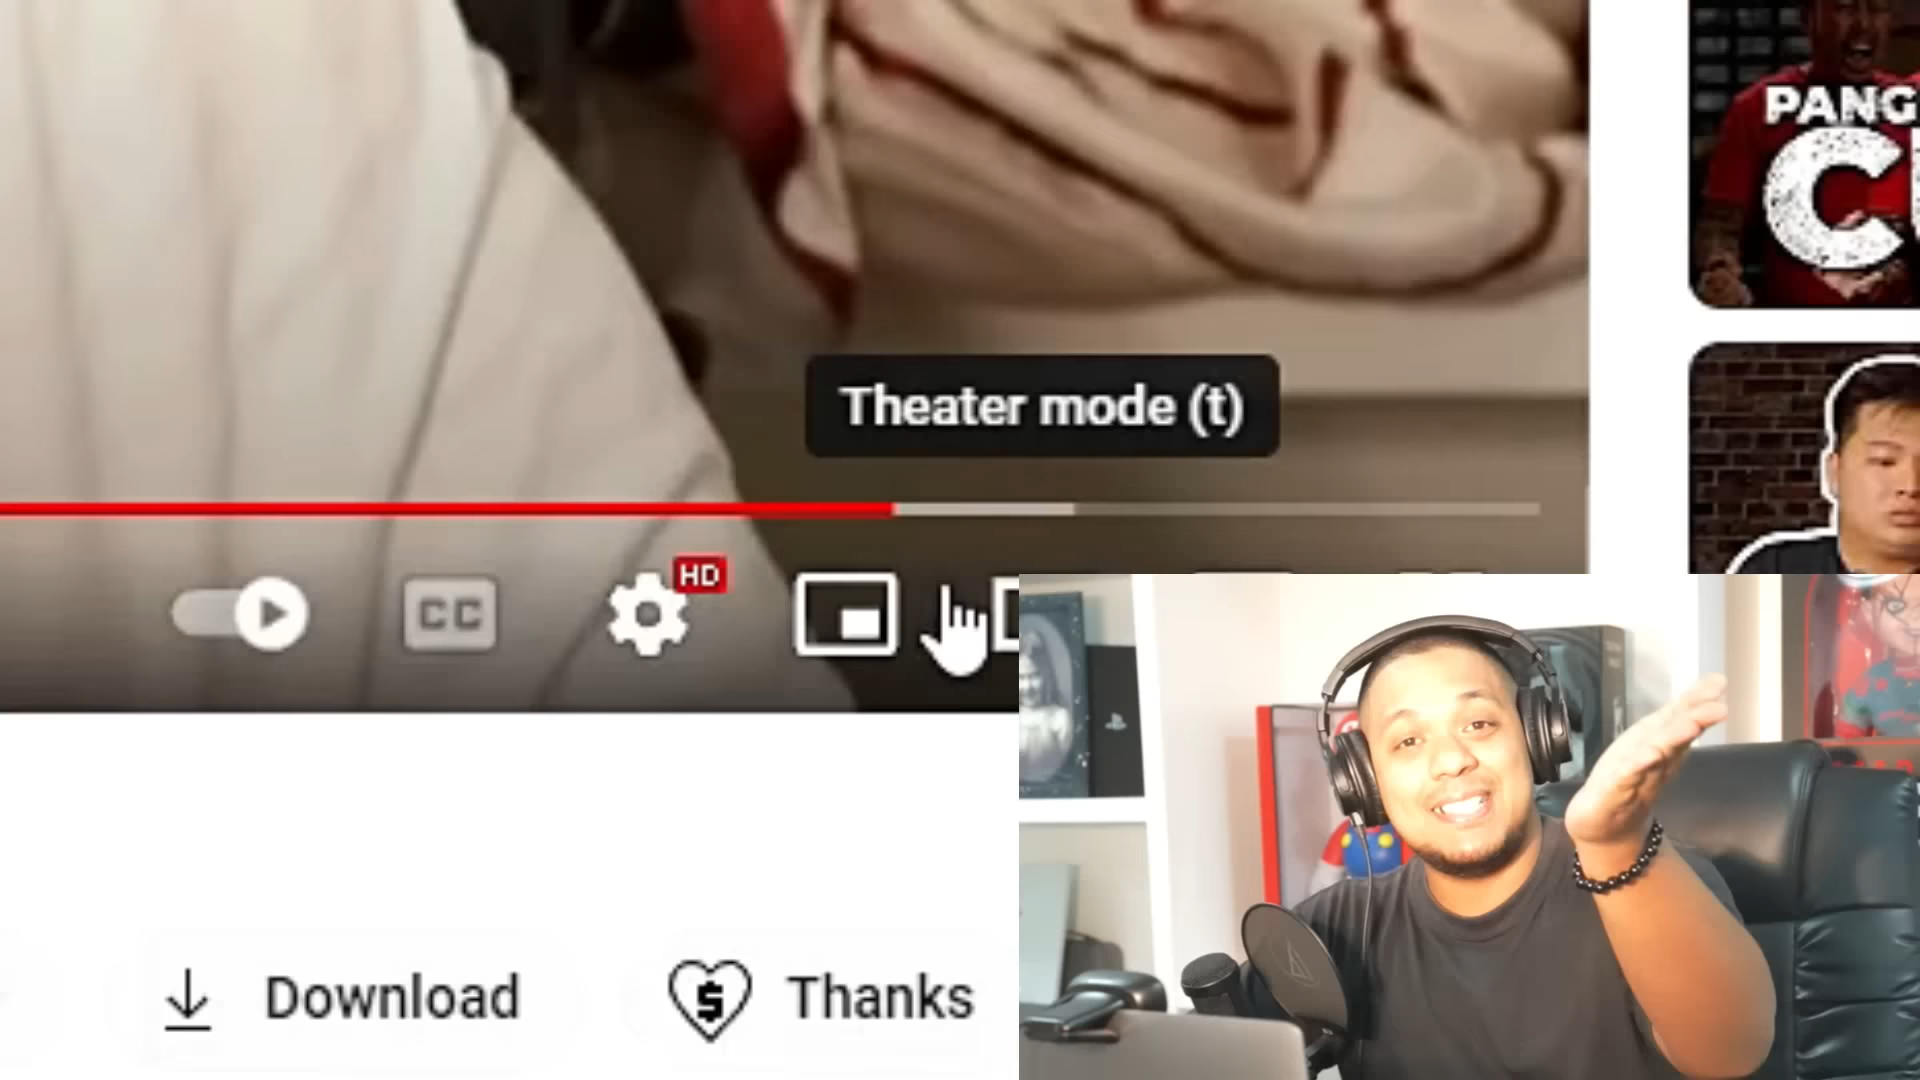 PANG
Theater mode (t)
HD
CC
Download
$ Thanks